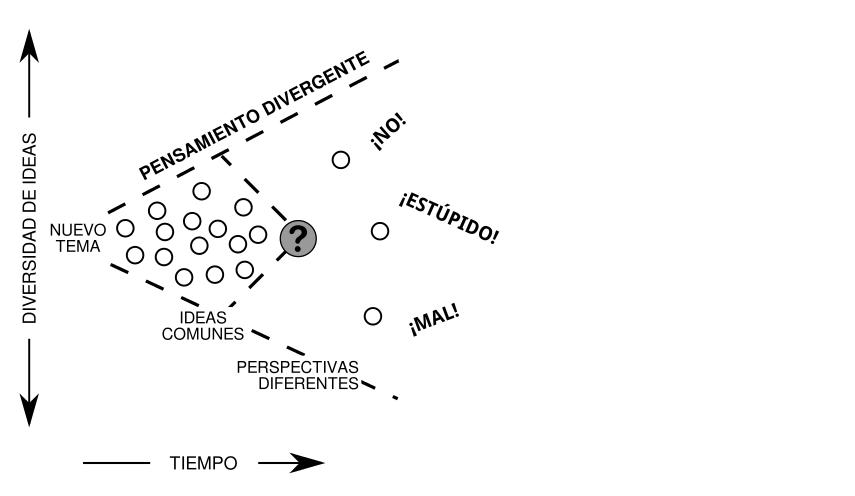 PENSAMIENTO DIVERGENTE
¡NO!
¡ESTÚPIDO!
¡MAL!
DIVERSIDAD DE IDEAS
NUEVO
TEMA
?
IDEAS
COMUNES
PERSPECTIVAS
DIFERENTES
TIEMPO